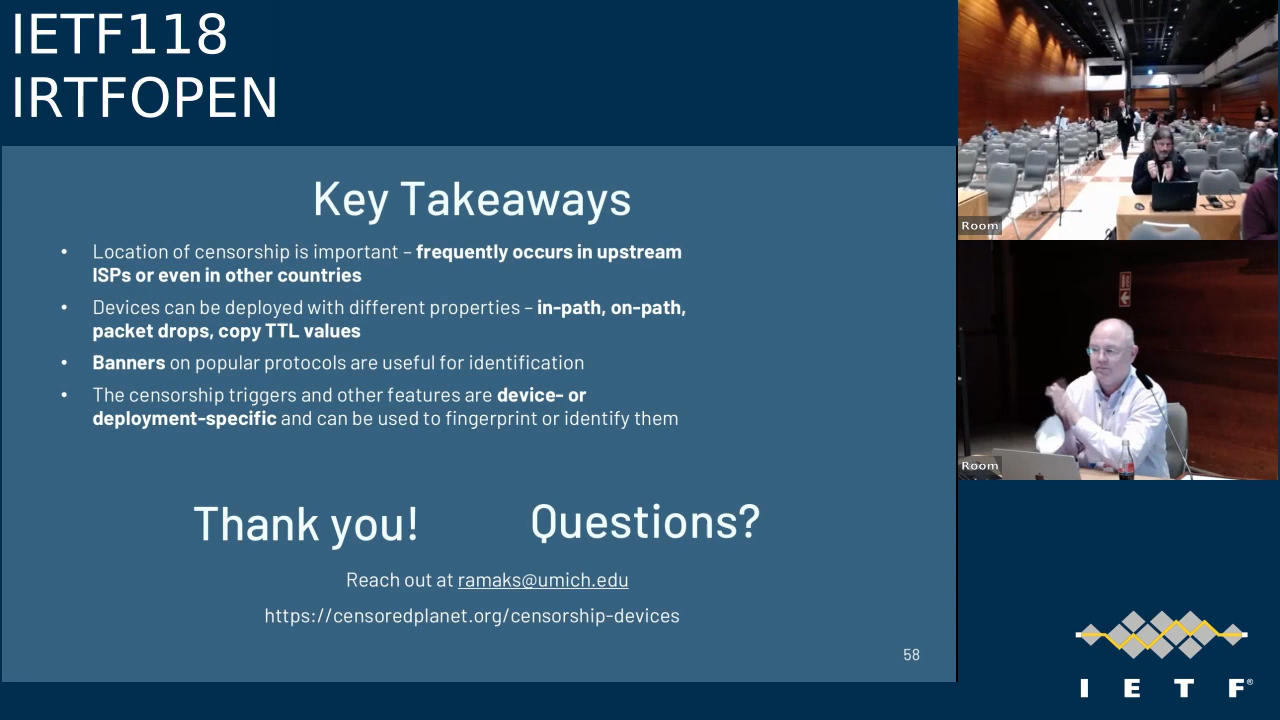 IETF118
IRTFOPEN
Key Takeaways
• Location of censorship is important – frequently occurs in upstream
ISPs or even in other countries
• Devices can be deployed with different properties – in-path, on-path,
packet drops, copy TTL values
• Banners on popular protocols are useful for identification
• The censorship triggers and other features are device- or
deployment-specific and can be used to fingerprint or identify them
Thank you! Questions?
Reach out at ramaks@umich.edu
https://censoredplanet.org/censorship-devices
58
Room
Room
I E T F®